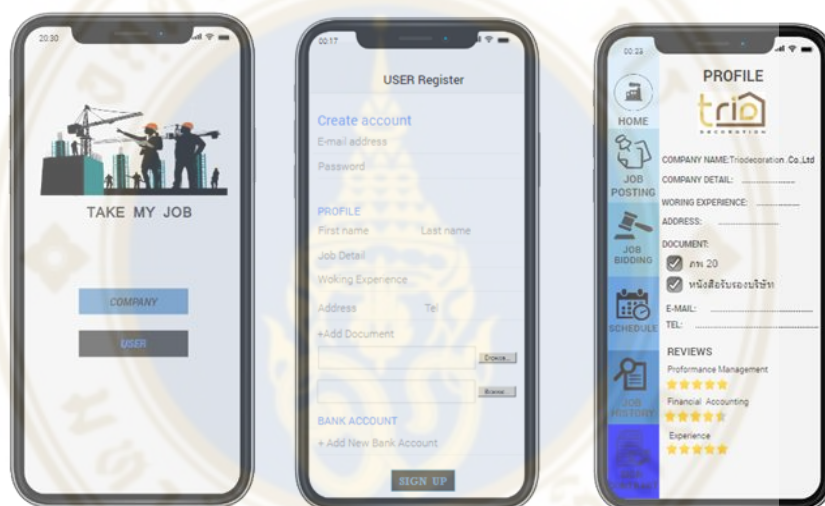 20:30
TAKE MY JOB
COMPANY
USER
00:17
USER Register
Create account
E-mail address
Password
PROFILE
First name Last name
Job Detail
Woking Experience
Address Tel
+Add Document
Browse...
Browse...
BANK ACCOUNT
+ Add New Bank Account
SIGN UP
00:23
HOME
JOB
POSTING
JOB
BIDDING
SCHEDULE
JOB
HISTORY
PROFILE
trio
DECORATION
COMPANY NAME:Triodecoration .Co.,Ltd
COMPANY DETAIL:
WORING EXPERIENCE:
ADDRESS:
DOCUMENT:
ภพ 20
หนังสือรับรองบริษัท
E-MAIL:
TEL:
REVIEWS
Proformance Management
Financial Accounting
Experience